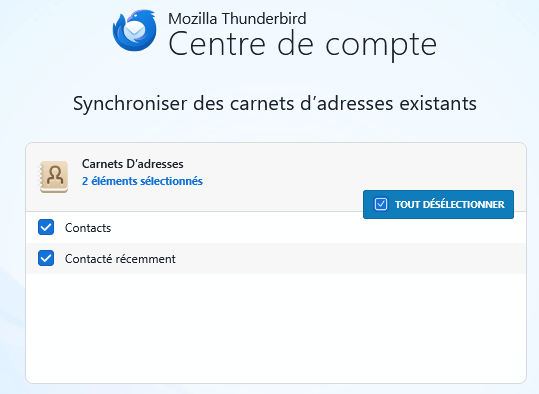 Mozilla Thunderbird
Centre de compte
Synchroniser des carnets d’adresses existants
Carnets D’adresses
2 éléments sélectionnés
TOUT DÉSÉLECTIONNER
Contacts
Contacté récemment